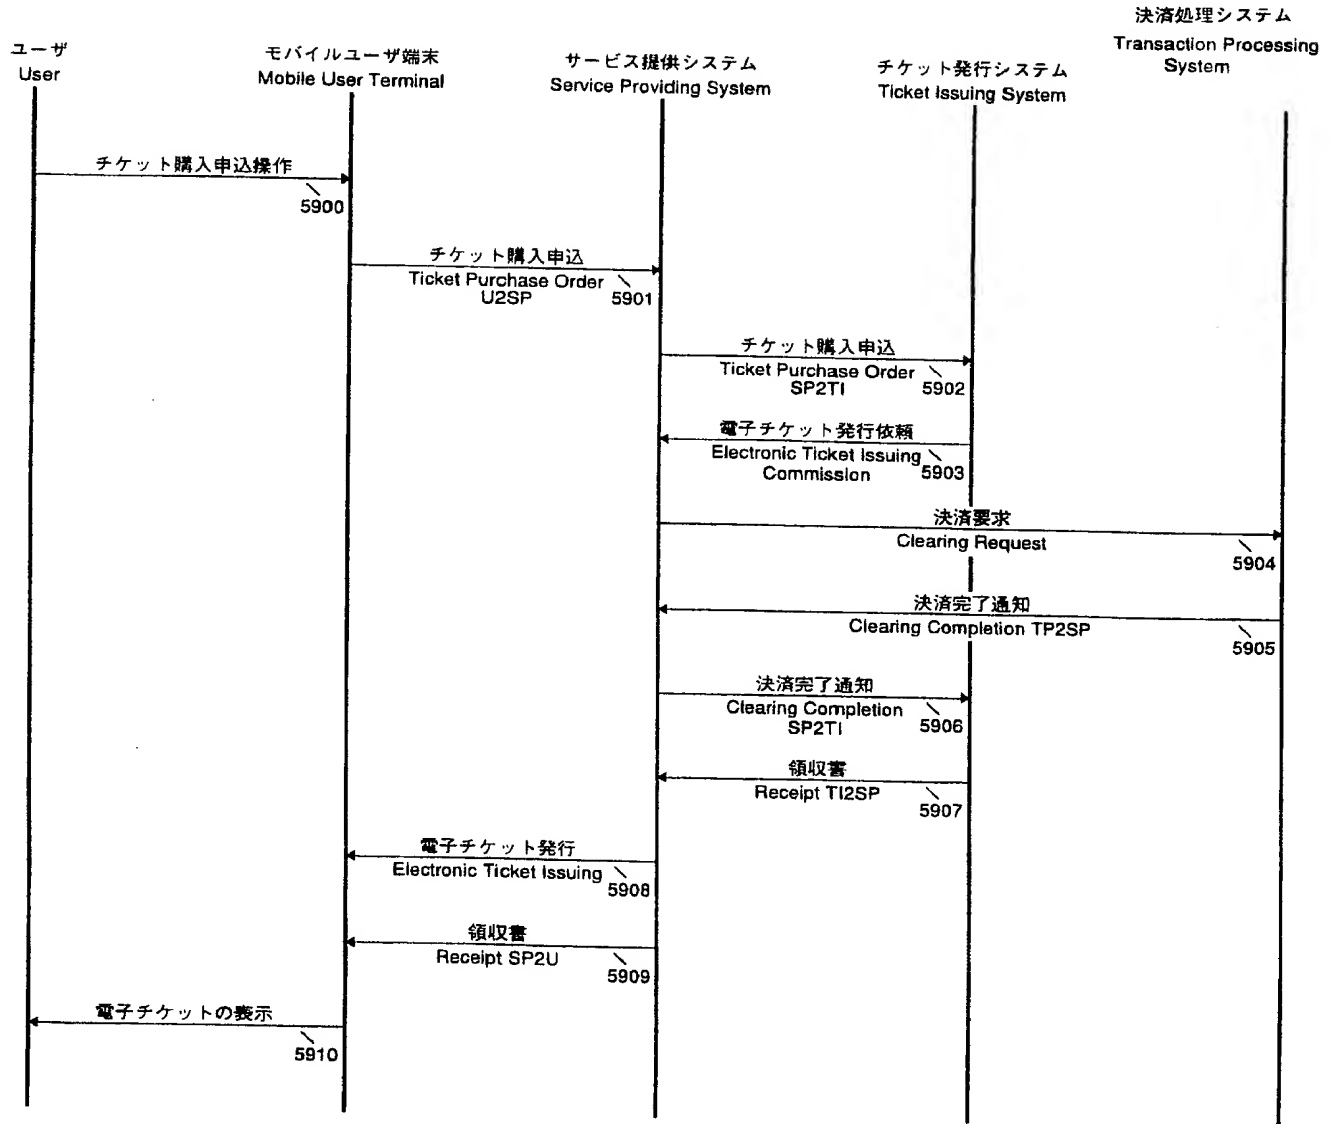 決済処理システム
Transaction Processing
System
ユーザ
User
モバイルユーザ端末
Mobile User Terminal
サービス提供システム
Service Providing System
チケット発行システム
Ticket Issuing System
チケット購入申込操作
5900
チケット購入申込
Ticket Purchase Order
U2SP
5901
チケット購入申込
Ticket Purchase Order
SP2TI
5902
電子チケット発行依頼
Electronic Ticket Issuing
Commission
5903
決済要求
Clearing Request
5904
決済完了通知
Clearing Completion TP2SP
5905
決済完了通知
Clearing Completion
SP2TI
5906
領収書
Receipt TI2SP
5907
電子チケット発行
Electronic Ticket Issuing
5908
領収書
Receipt SP2U
5909
電子チケットの表示
5910